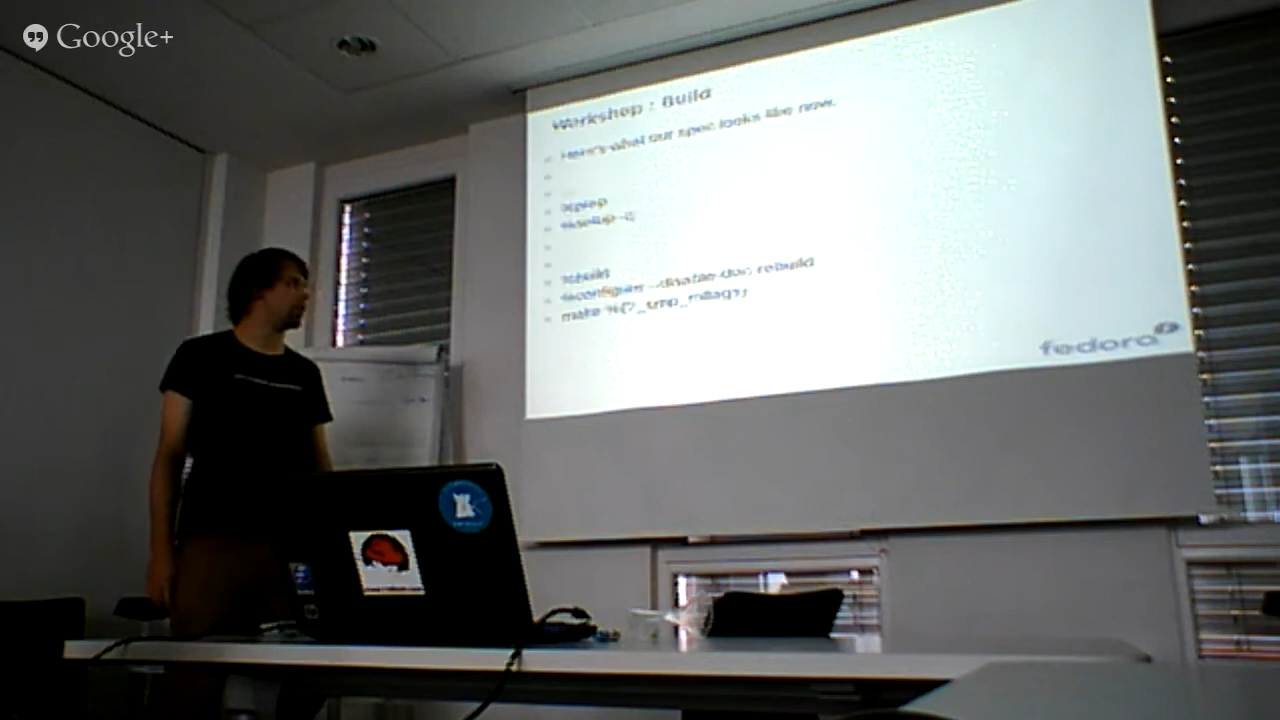 Google+
Workshop : Build
Here's what our spec looks like now.
%prep
%setup -q
%build
%configure --disable-doc-rebuild
make %{?_smp_mflags}
fedora